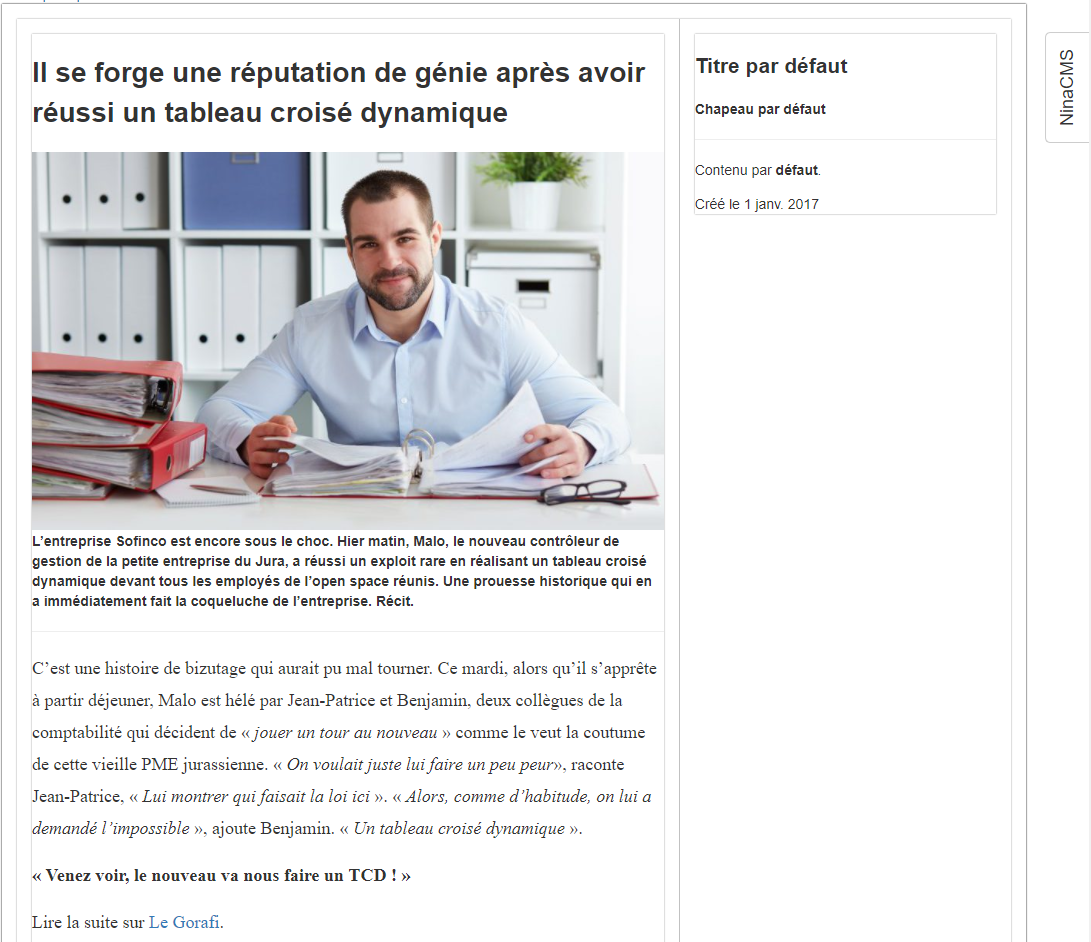 Il se forge une réputation de génie après avoir
réussi un tableau croisé dynamique
L’entreprise Sofinco est encore sous le choc. Hier matin, Malo, le nouveau contrôleur de
gestion de la petite entreprise du Jura, a réussi un exploit rare en réalisant un tableau croisé
dynamique devant tous les employés de l’open space réunis. Une prouesse historique qui en
a immédiatement fait la coqueluche de l’entreprise. Récit.
C’est une histoire de bizutage qui aurait pu mal tourner. Ce mardi, alors qu’il s’apprête
à partir déjeuner, Malo est hélé par Jean-Patrice et Benjamin, deux collègues de la
comptabilité qui décident de « jouer un tour au nouveau » comme le veut la coutume
de cette vieille PME jurassienne. « On voulait juste lui faire un peu peur», raconte
Jean-Patrice, « Lui montrer qui faisait la loi ici ». « Alors, comme d’habitude, on lui a
demandé l’impossible », ajoute Benjamin. « Un tableau croisé dynamique ».
« Venez voir, le nouveau va nous faire un TCD ! »
Lire la suite sur Le Gorafi.
Titre par défaut
Chapeau par défaut
Contenu par défaut.
Créé le 1 janv. 2017
NinaCMS